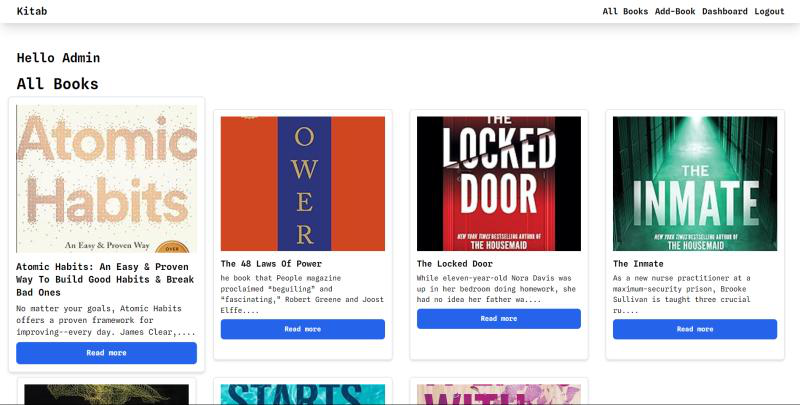 Kitab
All Books Add-Book Dashboard Logout
Hello Admin
All Books
Atomic
Habits
An Easy & Proven Way
OVER
Atomic Habits: An Easy & Proven
Way To Build Good Habits & Break
Bad Ones
No matter your goals, Atomic Habits
offers a proven framework for
improving--every day. James Clear,....
Read more
O
W
E
R
The 48 Laws Of Power
he book that People magazine
proclaimed “beguiling” and
“fascinating,” Robert Greene and Joost
Elffe....
Read more
THE
LOCKED
DOOR
NEW YORK TIMES BESTSELLING AUTHOR OF
THE HOUSEMAID
The Locked Door
While eleven-year-old Nora Davis was
up in her bedroom doing homework, she
had no idea her father wa....
Read more
THE
INMATE
NEW YORK TIMES BESTSELLING AUTHOR OF
THE HOUSEMAID
The Inmate
As a new nurse practitioner at a
maximum-security prison, Brooke
Sullivan is taught three crucial
ru....
Read more
STARTS
WITH